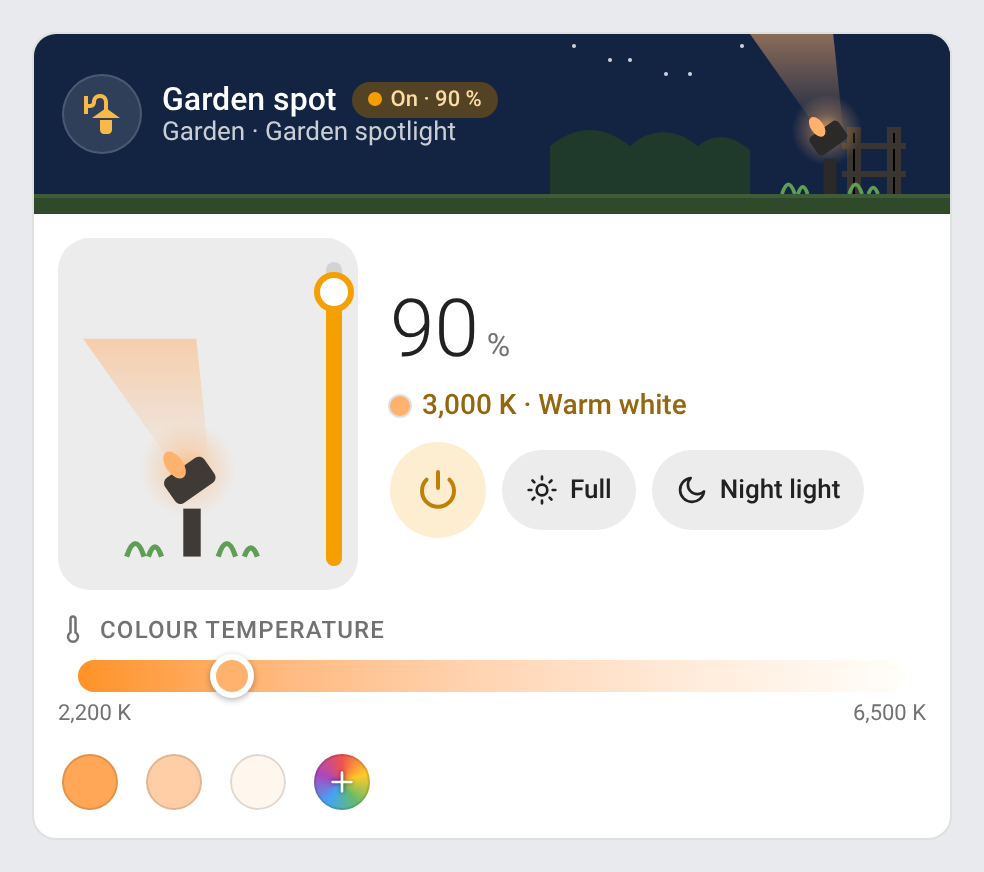 Garden spot
On · 90 %
Garden · Garden spotlight
90 %
3,000 K · Warm white
Full
Night light
COLOUR TEMPERATURE
2,200 K
6,500 K